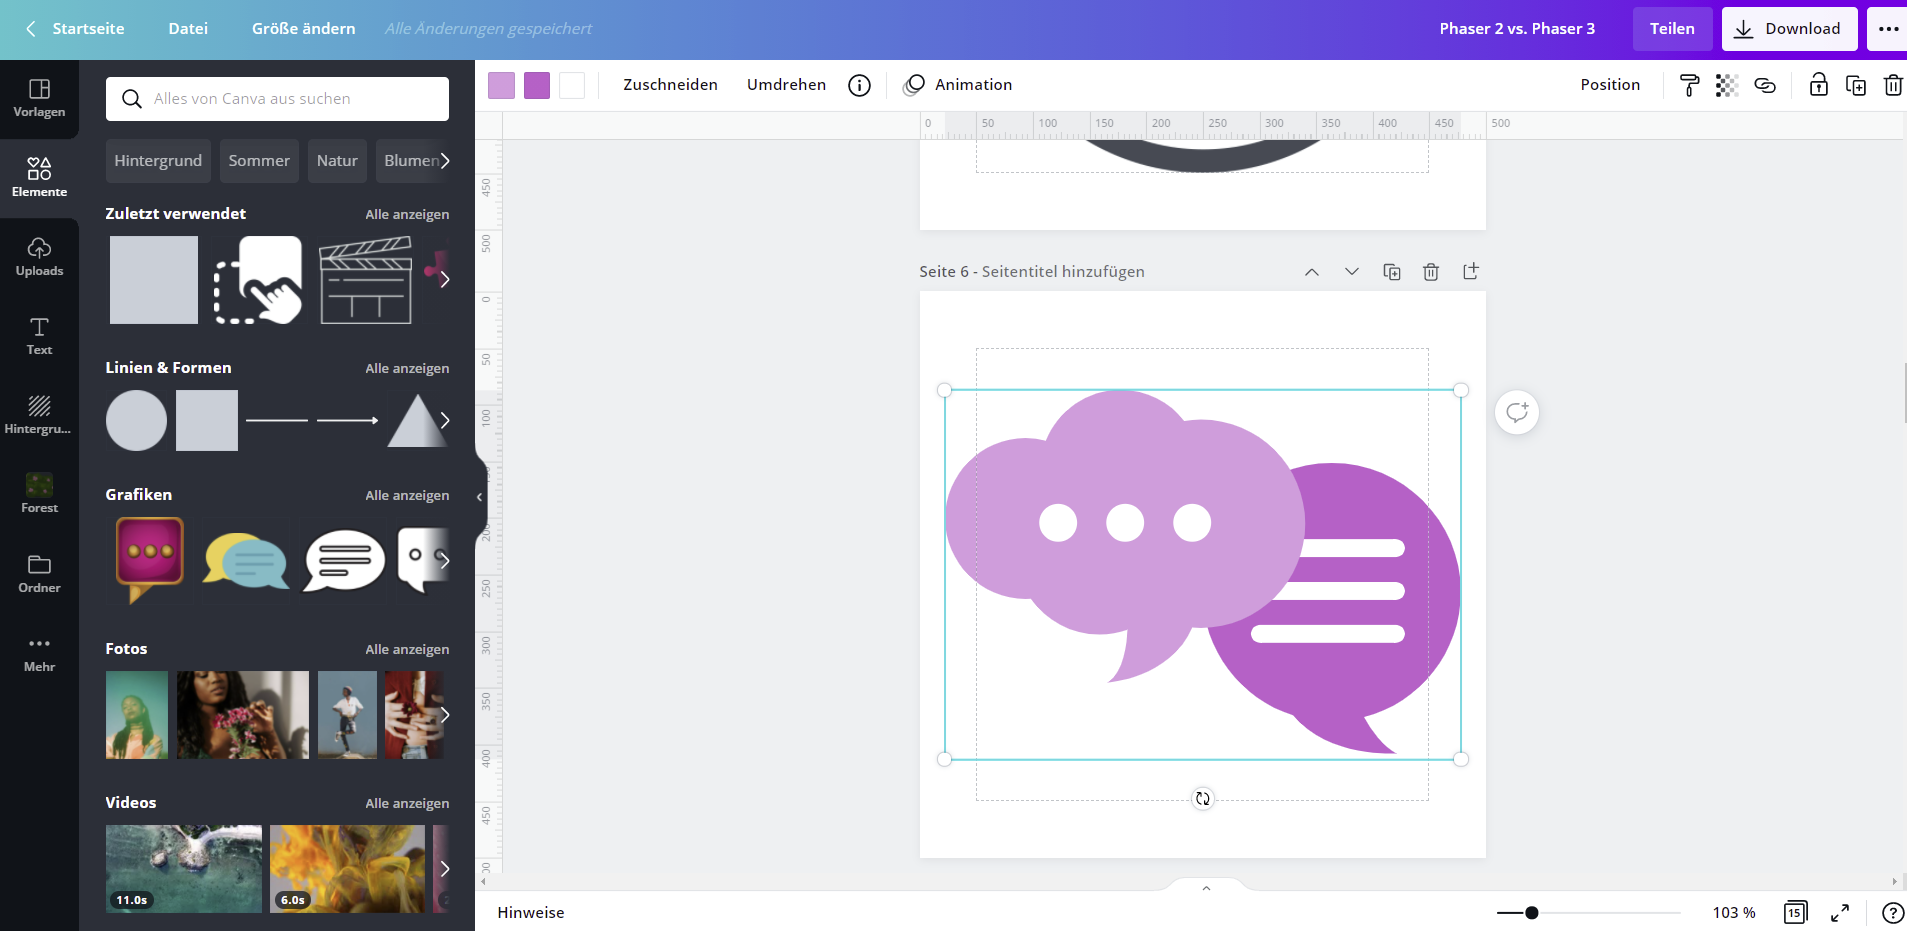 Startseite Datei Größe ändern Alle Änderungen gespeichert Phaser 2 vs. Phaser 3 Teilen Download
Vorlagen
Elemente
Uploads
Text
Hintergru...
Forest
Ordner
Mehr
Alles von Canva aus suchen
Hintergrund Sommer Natur Blumen
Zuletzt verwendet Alle anzeigen
Linien & Formen Alle anzeigen
Grafiken Alle anzeigen
Fotos Alle anzeigen
Videos Alle anzeigen
11.0s 6.0s
Zuschneiden Umdrehen Animation Position
0 50 100 150 200 250 300 350 400 450 500
450
500
0
50
100
200
250
300
350
400
450
Seite 6 - Seitentitel hinzufügen
Hinweise 103 % 15